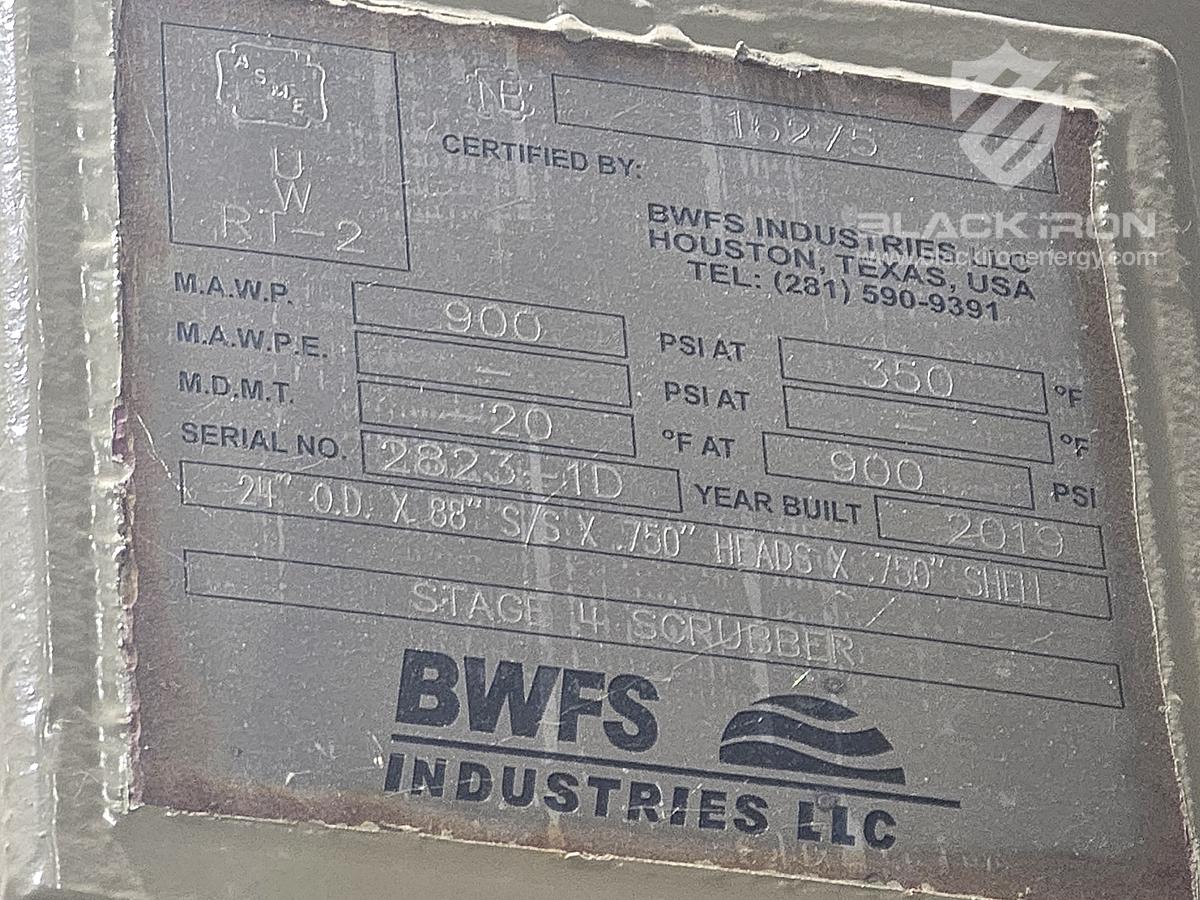 ASME
U
W
RT-2
NB 16275
CERTIFIED BY:
BWFS INDUSTRIES LLC
HOUSTON, TEXAS, USA
TEL: (281) 590-9391
M.A.W.P. 900 PSI AT 350 °F
M.A.W.P.E. - PSI AT - °F
M.D.M.T. -20 °F AT 900 PSI
SERIAL NO. 2823-1D YEAR BUILT 2019
24" O.D. X 88" S/S X .750" HEADS X .750" SHELL
STAGE 4 SCRUBBER
BWFS
INDUSTRIES LLC
BLACK IRON
www.blackironenergy.com